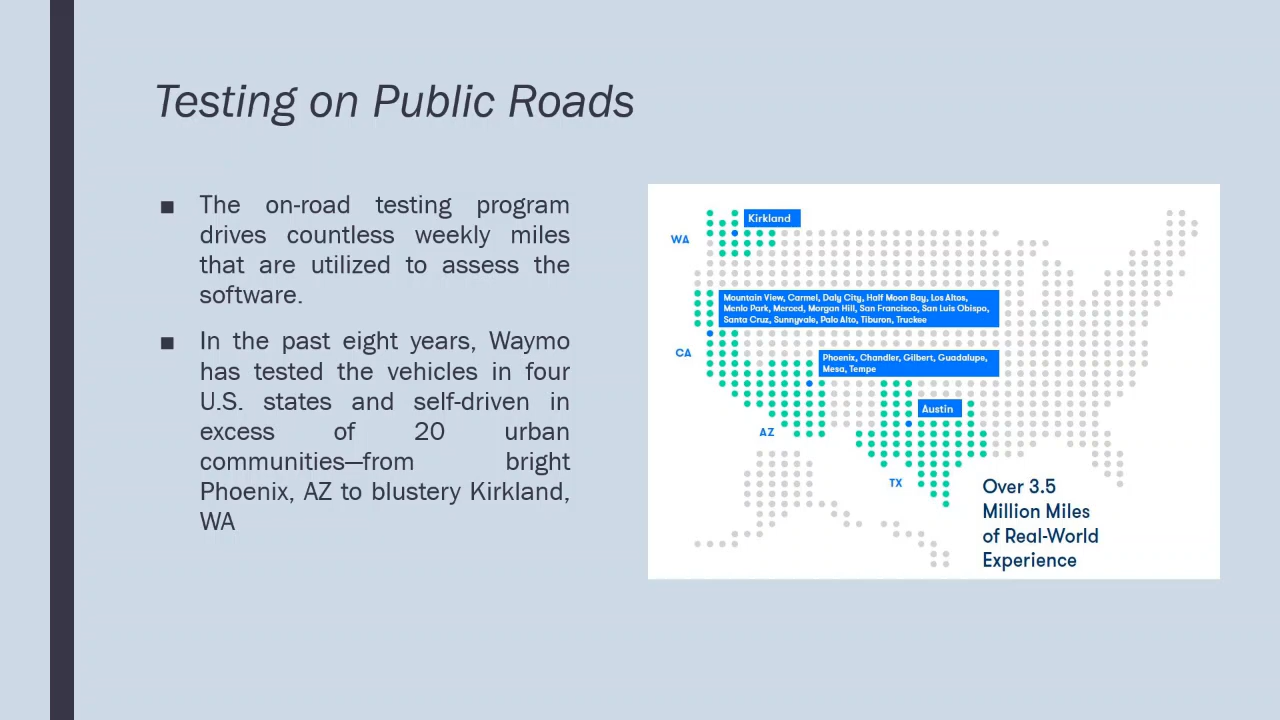 Testing on Public Roads
■ The on-road testing program
drives countless weekly miles
that are utilized to assess the
software.
■ In the past eight years, Waymo
has tested the vehicles in four
U.S. states and self-driven in
excess of 20 urban
communities—from bright
Phoenix, AZ to blustery Kirkland,
WA
Kirkland
WA
Mountain View, Carmel, Daly City, Half Moon Bay, Los Altos,
Menlo Park, Merced, Morgan Hill, San Francisco, San Luis Obispo,
Santa Cruz, Sunnyvale, Palo Alto, Tiburon, Truckee
CA
Phoenix, Chandler, Gilbert, Guadalupe,
Mesa, Tempe
Austin
AZ
TX
Over 3.5
Million Miles
of Real-World
Experience